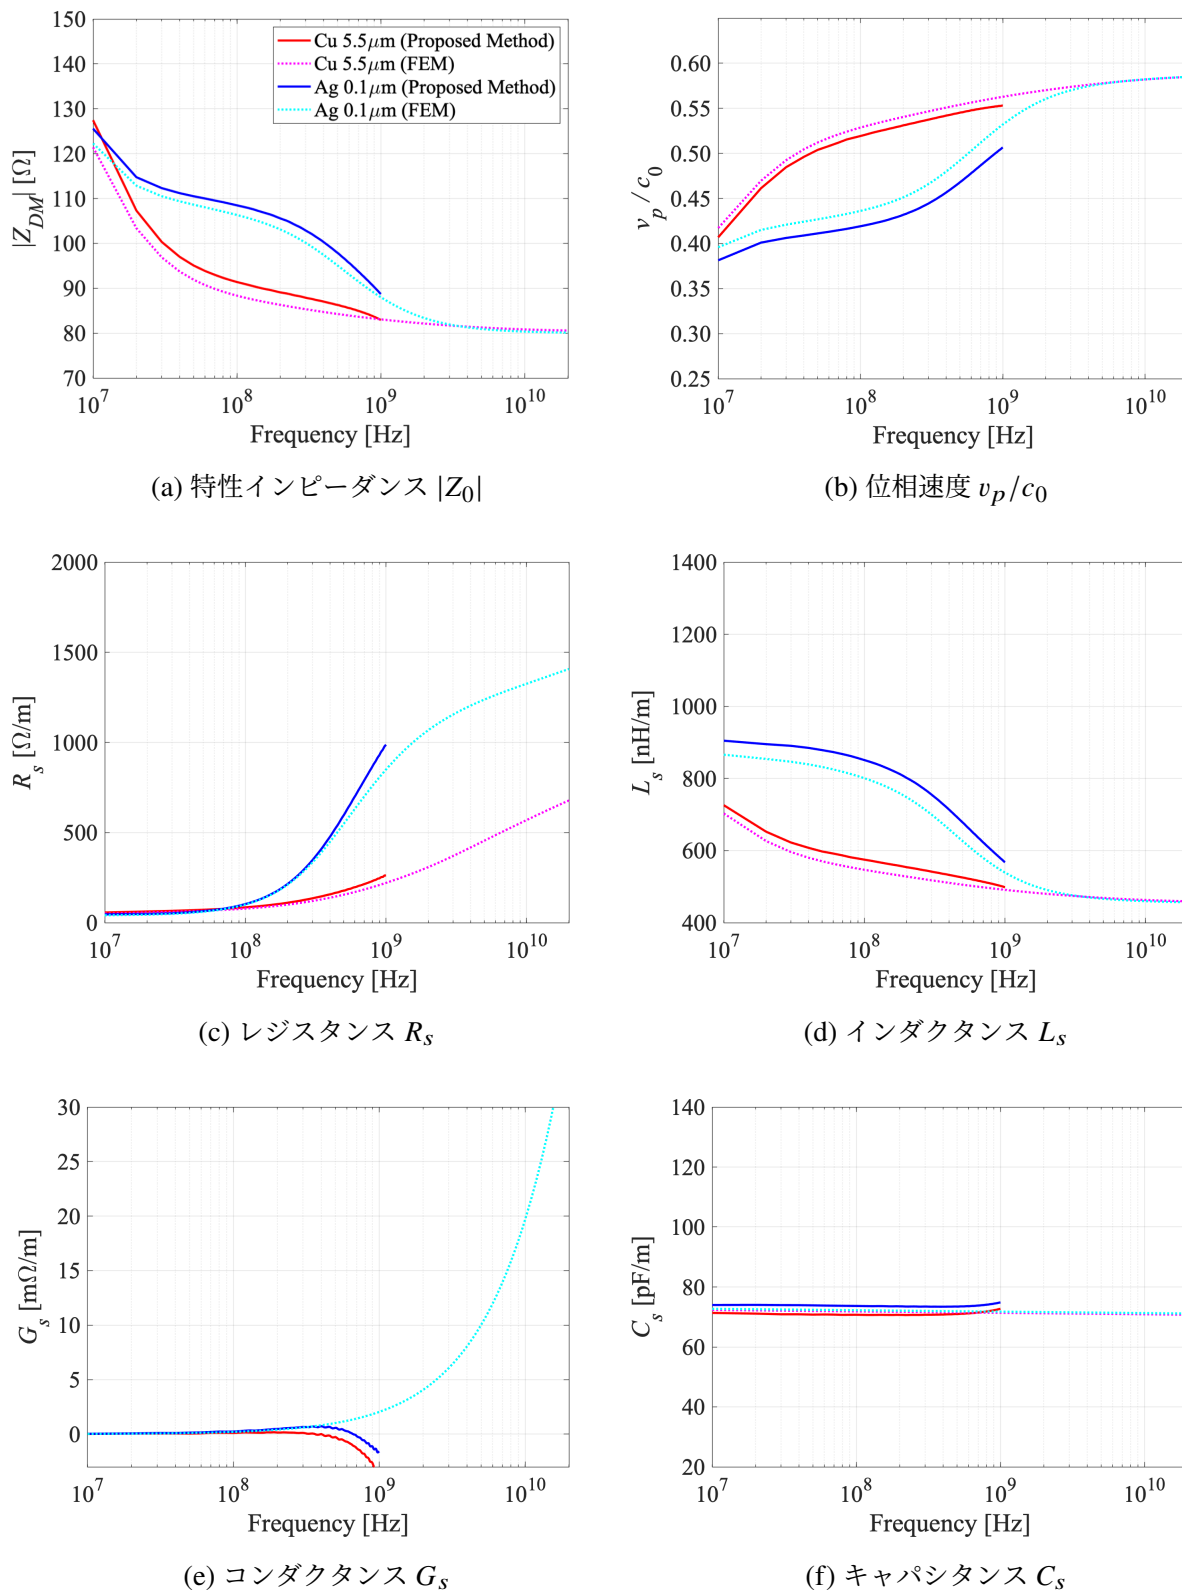 150
140
130
120
110
100
90
80
70
|Z_DM| [Ω]
Cu 5.5μm (Proposed Method)
Cu 5.5μm (FEM)
Ag 0.1μm (Proposed Method)
Ag 0.1μm (FEM)
10^7 10^8 10^9 10^10
Frequency [Hz]
(a) 特性インピーダンス |Z_0|
0.60
0.55
0.50
0.45
0.40
0.35
0.30
0.25
v_p/c_0
10^7 10^8 10^9 10^10
Frequency [Hz]
(b) 位相速度 v_p/c_0
2000
1500
1000
500
0
R_s [Ω/m]
10^7 10^8 10^9 10^10
Frequency [Hz]
(c) レジスタンス R_s
1400
1200
1000
800
600
400
L_s [nH/m]
10^7 10^8 10^9 10^10
Frequency [Hz]
(d) インダクタンス L_s
30
25
20
15
10
5
0
G_s [mΩ/m]
10^7 10^8 10^9 10^10
Frequency [Hz]
(e) コンダクタンス G_s
140
120
100
80
60
40
20
C_s [pF/m]
10^7 10^8 10^9 10^10
Frequency [Hz]
(f) キャパシタンス C_s